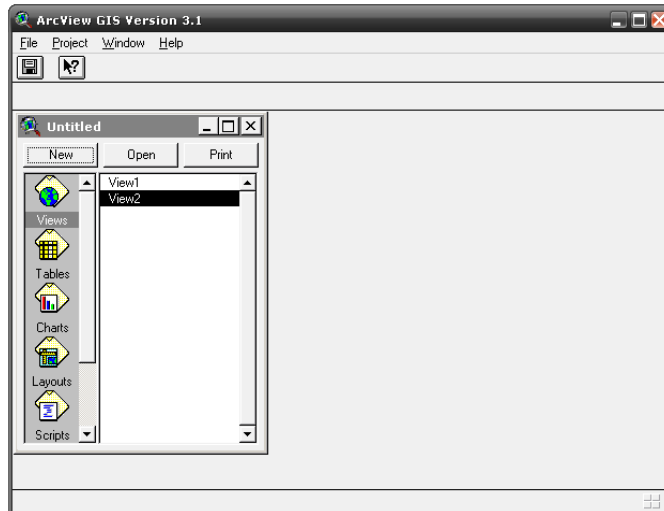 ArcView GIS Version 3.1
File Project Window Help
Untitled
New Open Print
View1
View2
Views
Tables
Charts
Layouts
Scripts